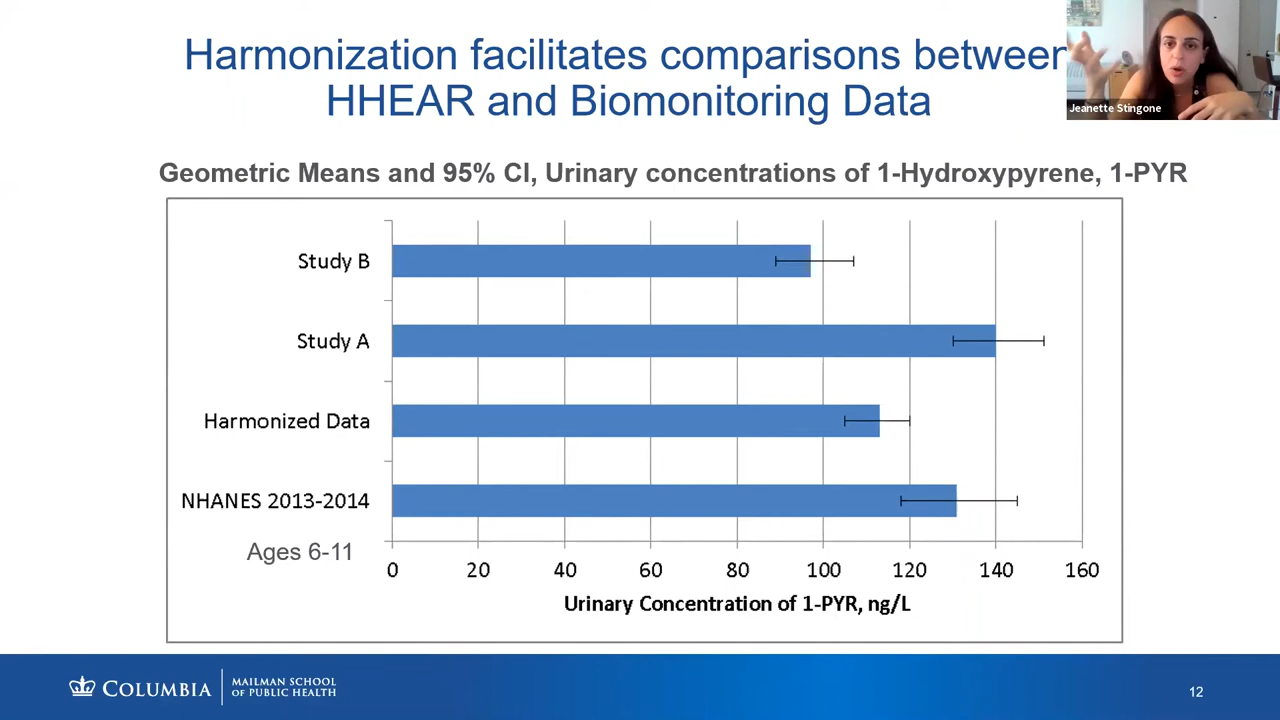 Harmonization facilitates comparisons between
HHEAR and Biomonitoring Data
Jeanette Stingone
Geometric Means and 95% CI, Urinary concentrations of 1-Hydroxypyrene, 1-PYR
Study B
Study A
Harmonized Data
NHANES 2013-2014
Ages 6-11
0 20 40 60 80 100 120 140 160
Urinary Concentration of 1-PYR, ng/L
COLUMBIA
MAILMAN SCHOOL
OF PUBLIC HEALTH
12